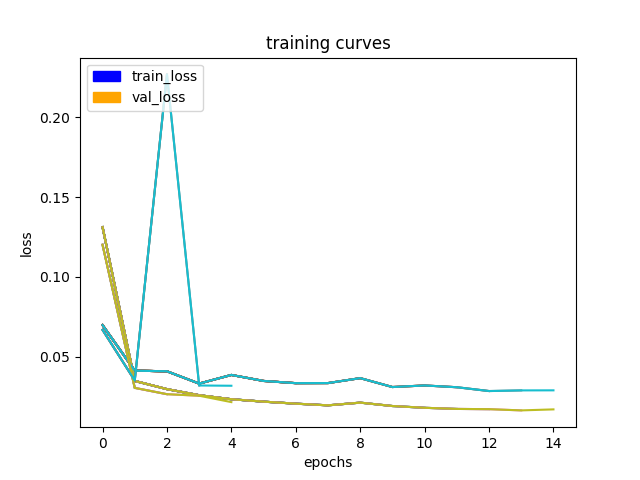 training curves
train_loss
val_loss
0.20
0.15
0.10
0.05
loss
0 2 4 6 8 10 12 14
epochs